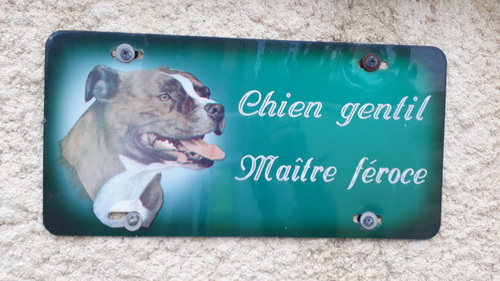 Chien gentil
Maître féroce